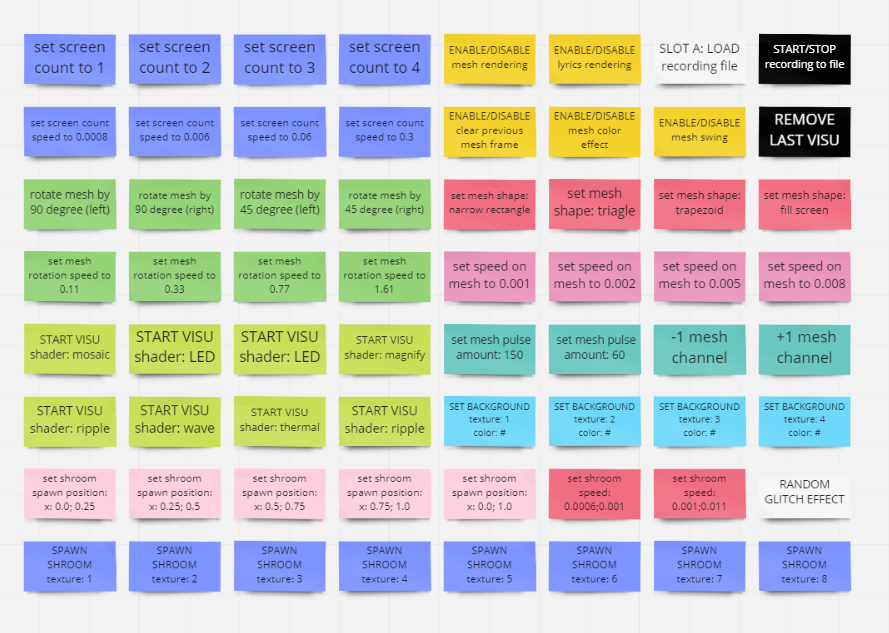 set screen
count to 1
set screen
count to 2
set screen
count to 3
set screen
count to 4
ENABLE/DISABLE
mesh rendering
ENABLE/DISABLE
lyrics rendering
SLOT A: LOAD
recording file
START/STOP
recording to file
set screen count
speed to 0.0008
set screen count
speed to 0.006
set screen count
speed to 0.06
set screen count
speed to 0.3
ENABLE/DISABLE
clear previous
mesh frame
ENABLE/DISABLE
mesh color
effect
ENABLE/DISABLE
mesh swing
REMOVE
LAST VISU
rotate mesh by
90 degree (left)
rotate mesh by
90 degree (right)
rotate mesh by
45 degree (left)
rotate mesh by
45 degree (right)
set mesh shape:
narrow rectangle
set mesh
shape: triagle
set mesh shape:
trapezoid
set mesh shape:
fill screen
set mesh
rotation speed to
0.11
set mesh
rotation speed to
0.33
set mesh
rotation speed to
0.77
set mesh
rotation speed to
1.61
set speed on
mesh to 0.001
set speed on
mesh to 0.002
set speed on
mesh to 0.005
set speed on
mesh to 0.008
START VISU
shader: mosaic
START VISU
shader: LED
START VISU
shader: LED
START VISU
shader: magnify
set mesh pulse
amount: 150
set mesh pulse
amount: 60
-1 mesh
channel
+1 mesh
channel
START VISU
shader: ripple
START VISU
shader: wave
START VISU
shader: thermal
START VISU
shader: ripple
SET BACKGROUND
texture: 1
color: #
SET BACKGROUND
texture: 2
color: #
SET BACKGROUND
texture: 3
color: #
SET BACKGROUND
texture: 4
color: #
set shroom
spawn position:
x: 0.0; 0.25
set shroom
spawn position:
x: 0.25; 0.5
set shroom
spawn position:
x: 0.5; 0.75
set shroom
spawn position:
x: 0.75; 1.0
set shroom
spawn position:
x: 0.0; 1.0
set shroom
speed:
0.0006;0.001
set shroom
speed:
0.001;0.011
RANDOM
GLITCH EFFECT
SPAWN
SHROOM
texture: 1
SPAWN
SHROOM
texture: 2
SPAWN
SHROOM
texture: 3
SPAWN
SHROOM
texture: 4
SPAWN
SHROOM
texture: 5
SPAWN
SHROOM
texture: 6
SPAWN
SHROOM
texture: 7
SPAWN
SHROOM
texture: 8